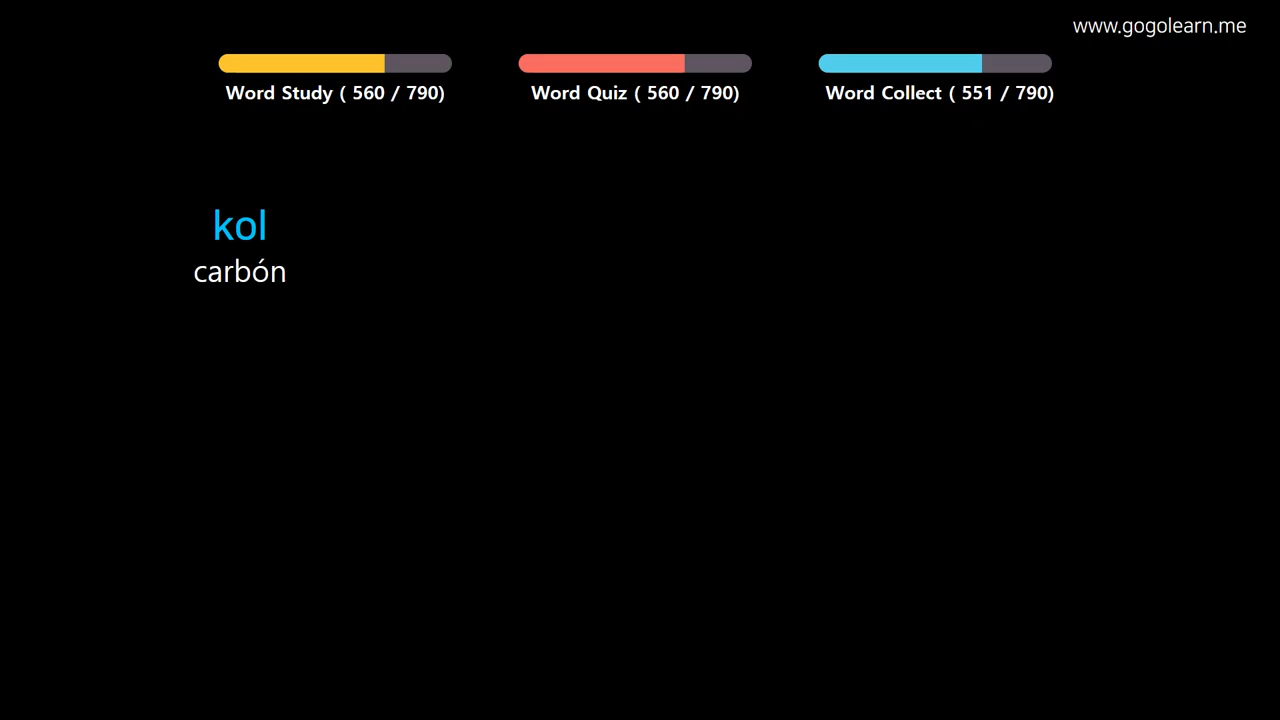 www.gogolearn.me
Word Study ( 560 / 790)
Word Quiz ( 560 / 790)
Word Collect ( 551 / 790)
kol
carbón